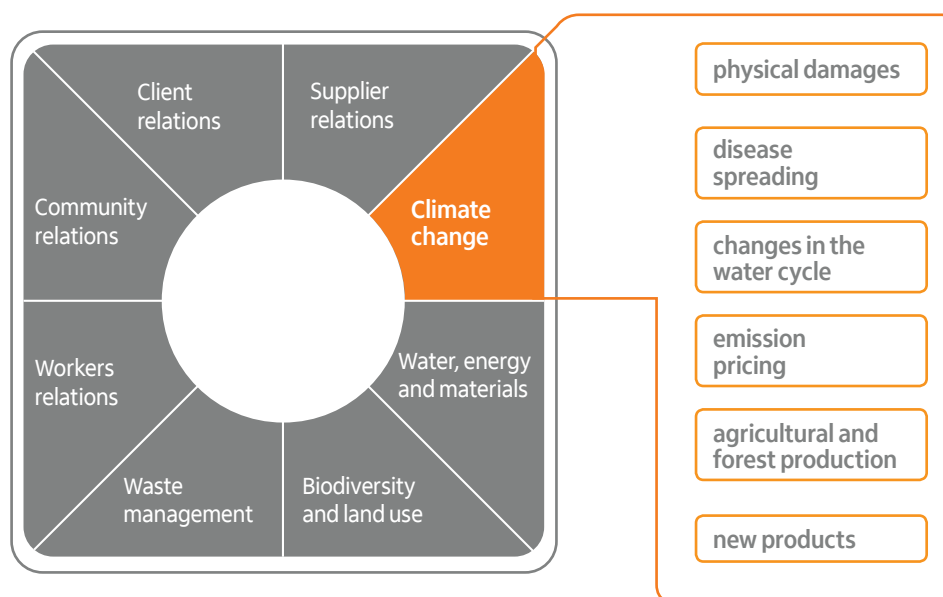 Client
relations
Supplier
relations
Community
relations
Climate
change
Workers
relations
Water, energy
and materials
Waste
management
Biodiversity
and land use
physical damages
disease
spreading
changes in the
water cycle
emission
pricing
agricultural and
forest production
new products